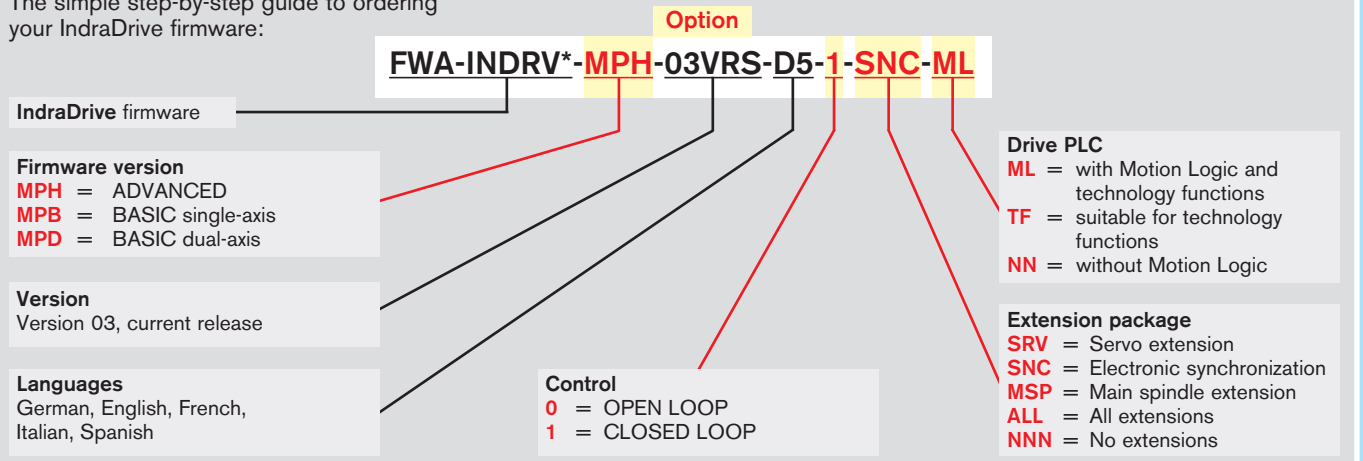 The simple step-by-step guide to ordering
your IndraDrive firmware:
Option
FWA-INDRV*-MPH-03VRS-D5-1-SNC-ML
IndraDrive firmware
Firmware version
MPH = ADVANCED
MPB = BASIC single-axis
MPD = BASIC dual-axis
Version
Version 03, current release
Languages
German, English, French,
Italian, Spanish
Control
0 = OPEN LOOP
1 = CLOSED LOOP
Drive PLC
ML = with Motion Logic and
technology functions
TF = suitable for technology
functions
NN = without Motion Logic
Extension package
SRV = Servo extension
SNC = Electronic synchronization
MSP = Main spindle extension
ALL = All extensions
NNN = No extensions